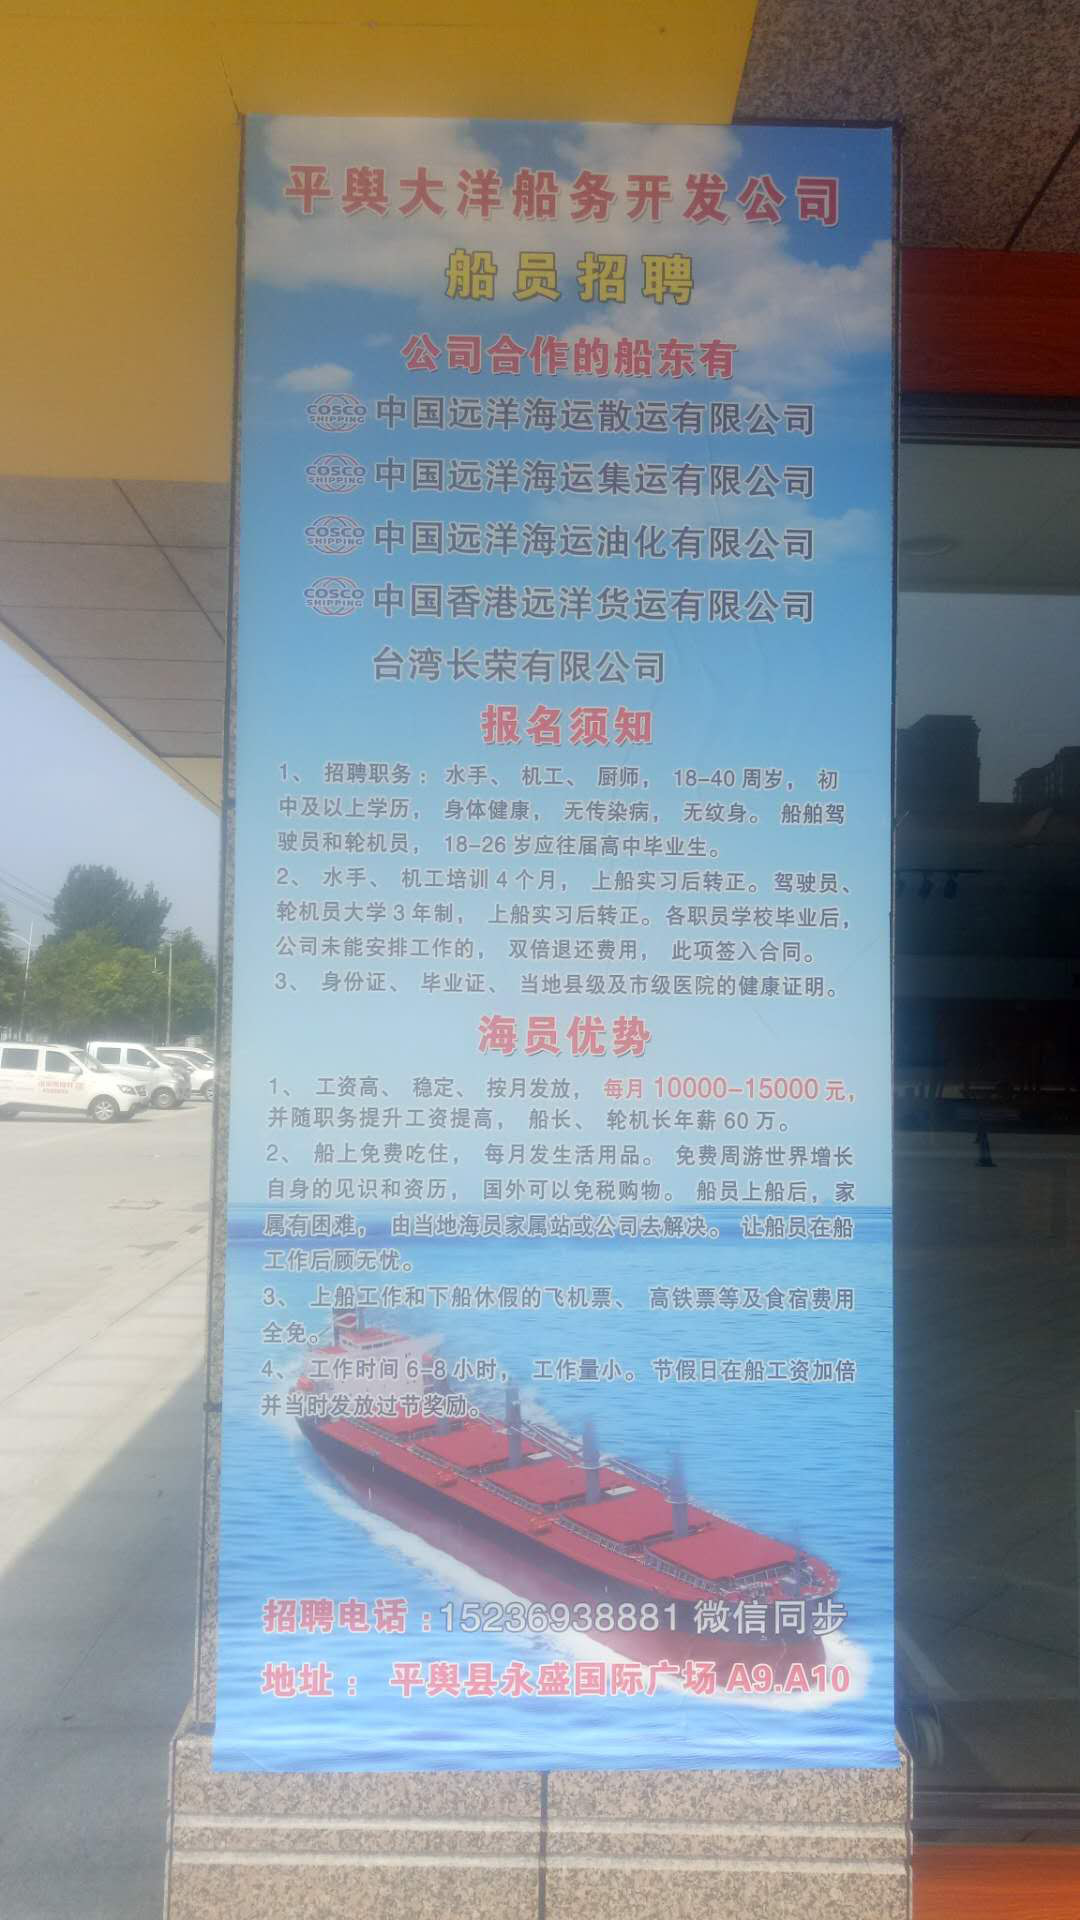 平舆大洋船务开发公司
船员招聘
公司合作的船东有
COSCO SHIPPING 中国远洋海运散运有限公司
COSCO SHIPPING 中国远洋海运集运有限公司
COSCO SHIPPING 中国远洋海运油化有限公司
COSCO SHIPPING 中国香港远洋货运有限公司
台湾长荣有限公司
报名须知
1、 招聘职务： 水手、 机工、 厨师， 18-40 周岁， 初
中及以上学历， 身体健康， 无传染病， 无纹身。 船舶驾
驶员和轮机员， 18-26 岁应往届高中毕业生。
2、 水手、 机工培训 4 个月， 上船实习后转正。驾驶员、
轮机员大学 3 年制， 上船实习后转正。各职员学校毕业后，
公司未能安排工作的， 双倍退还费用， 此项签入合同。
3、 身份证、 毕业证、 当地县级及市级医院的健康证明。
海员优势
1、 工资高、 稳定、 按月发放， 每月 10000-15000 元，
并随职务提升工资提高， 船长、 轮机长年薪 60 万。
2、 船上免费吃住， 每月发生活用品。 免费周游世界增长
自身的见识和资历， 国外可以免税购物。 船员上船后，家
属有困难， 由当地海员家属站或公司去解决。 让船员在船
工作后顾无忧。
3、 上船工作和下船休假的飞机票、 高铁票等及食宿费用
全免。
4、 工作时间 6-8 小时， 工作量小。节假日在船工资加倍
并当时发放过节奖励。
招聘电话：15236938881 微信同步
地址： 平舆县永盛国际广场 A9.A10